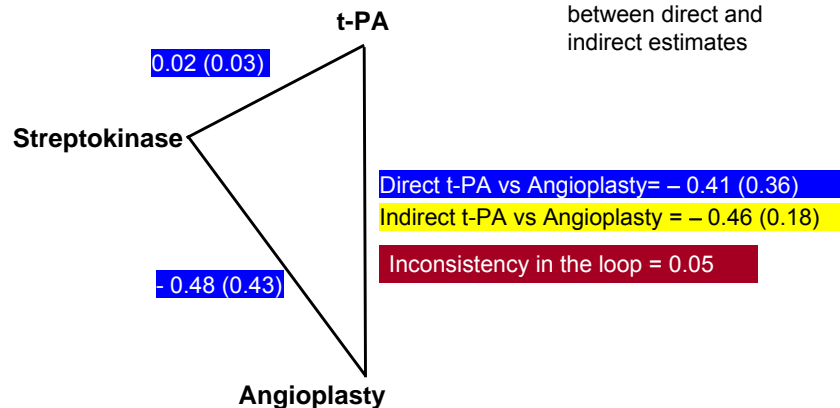 between direct and
indirect estimates
t-PA
0.02 (0.03)
Streptokinase
Direct t-PA vs Angioplasty= – 0.41 (0.36)
Indirect t-PA vs Angioplasty = – 0.46 (0.18)
Inconsistency in the loop = 0.05
- 0.48 (0.43)
Angioplasty